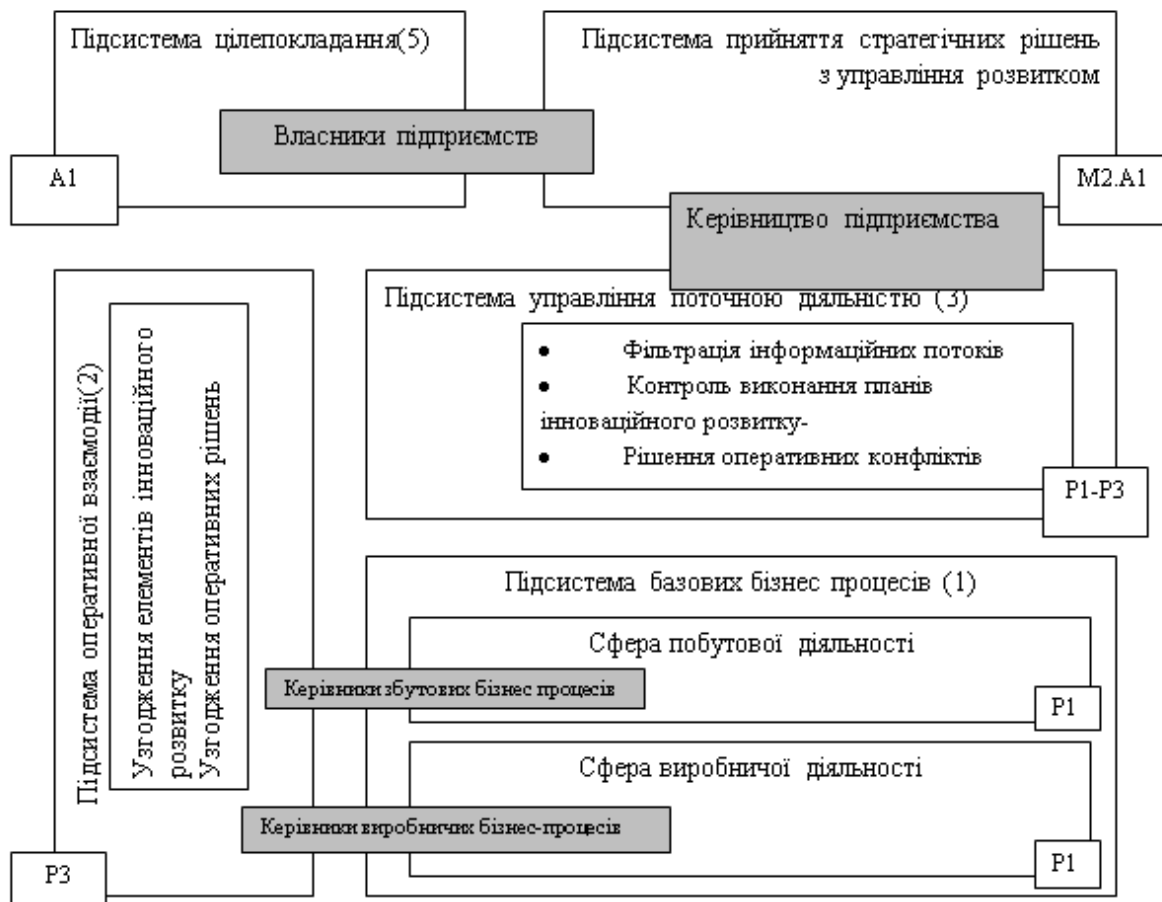 Підсистема цілепокладання(5)
Підсистема прийняття стратегічних рішень
з управління розвитком
Власники підприємств
А1
М2.А1
Керівництво підприємства
Підсистема управління поточною діяльністю (3)
● Фільтрація інформаційних потоків
● Контроль виконання планів
інноваційного розвитку-
● Рішення оперативних конфліктів
Р1-Р3
Підсистема оперативної взаємодії(2)
Узгодження елементів інноваційного
розвитку
Узгодження оперативних рішень
Р3
Підсистема базових бізнес процесів (1)
Сфера побутової діяльності
Керівники збутових бізнес процесів
Р1
Сфера виробничої діяльності
Керівники виробничих бізнес-процесів
Р1